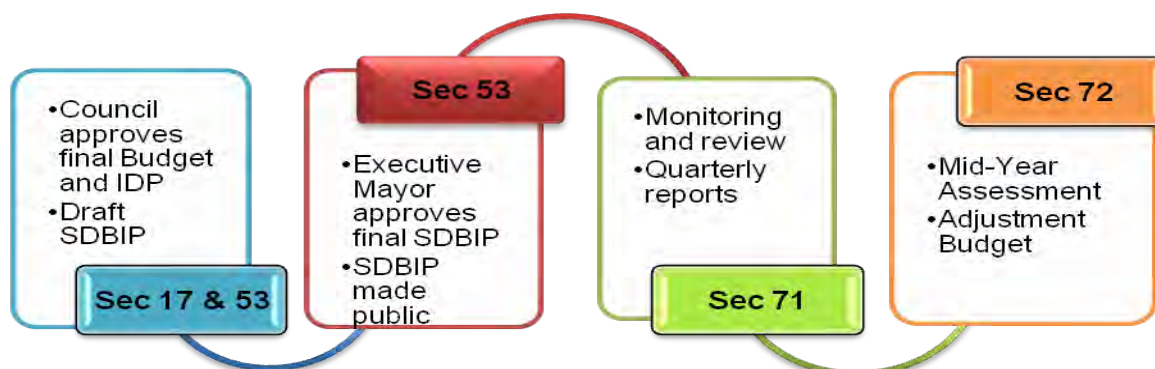 •Council
approves
final Budget
and IDP
•Draft
SDBIP
Sec 17 & 53
Sec 53
•Executive
Mayor
approves
final SDBIP
•SDBIP
made
public
•Monitoring
and review
•Quarterly
reports
Sec 71
Sec 72
•Mid-Year
Assessment
•Adjustment
Budget